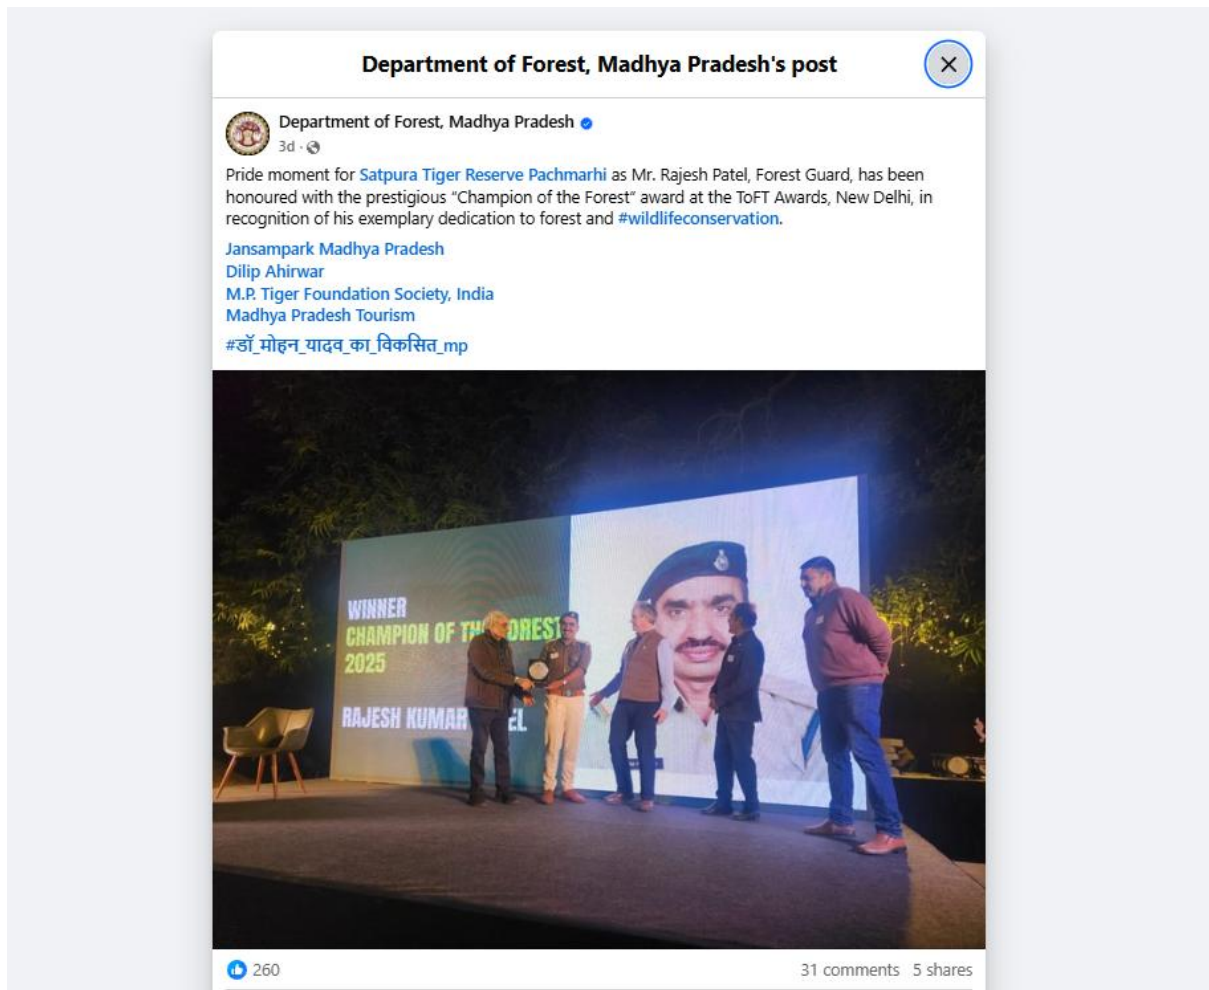 Department of Forest, Madhya Pradesh's post
Department of Forest, Madhya Pradesh
3d ·
Pride moment for Satpura Tiger Reserve Pachmarhi as Mr. Rajesh Patel, Forest Guard, has been
honoured with the prestigious “Champion of the Forest” award at the ToFT Awards, New Delhi, in
recognition of his exemplary dedication to forest and #wildlifeconservation.
Jansampark Madhya Pradesh
Dilip Ahirwar
M.P. Tiger Foundation Society, India
Madhya Pradesh Tourism
#डॉ_मोहन_यादव_का_विकसित_mp
WINNER
CHAMPION OF TH OREST
2025
RAJESH KUMAR EL
260
31 comments 5 shares